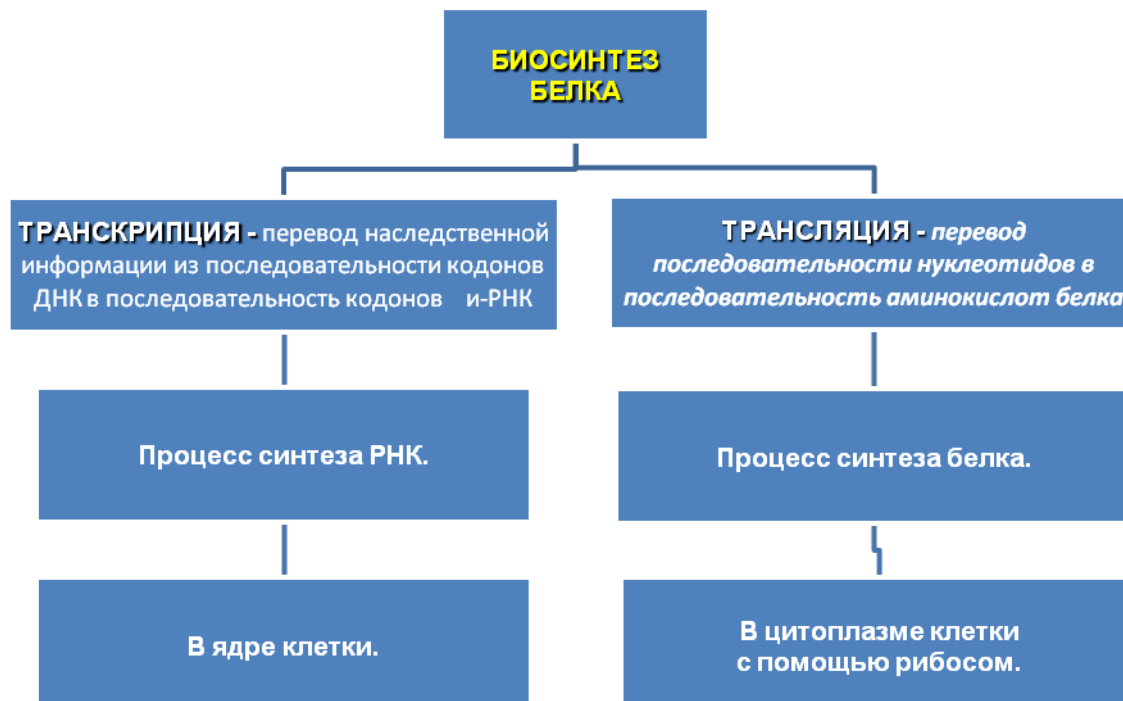 БИОСИНТЕЗ
БЕЛКА
ТРАНСКРИПЦИЯ - перевод наследственной
информации из последовательности кодонов
ДНК в последовательность кодонов и-РНК
ТРАНСЛЯЦИЯ - перевод
последовательности нуклеотидов в
последовательность аминокислот белка
Процесс синтеза РНК.
Процесс синтеза белка.
В ядре клетки.
В цитоплазме клетки
с помощью рибосом.